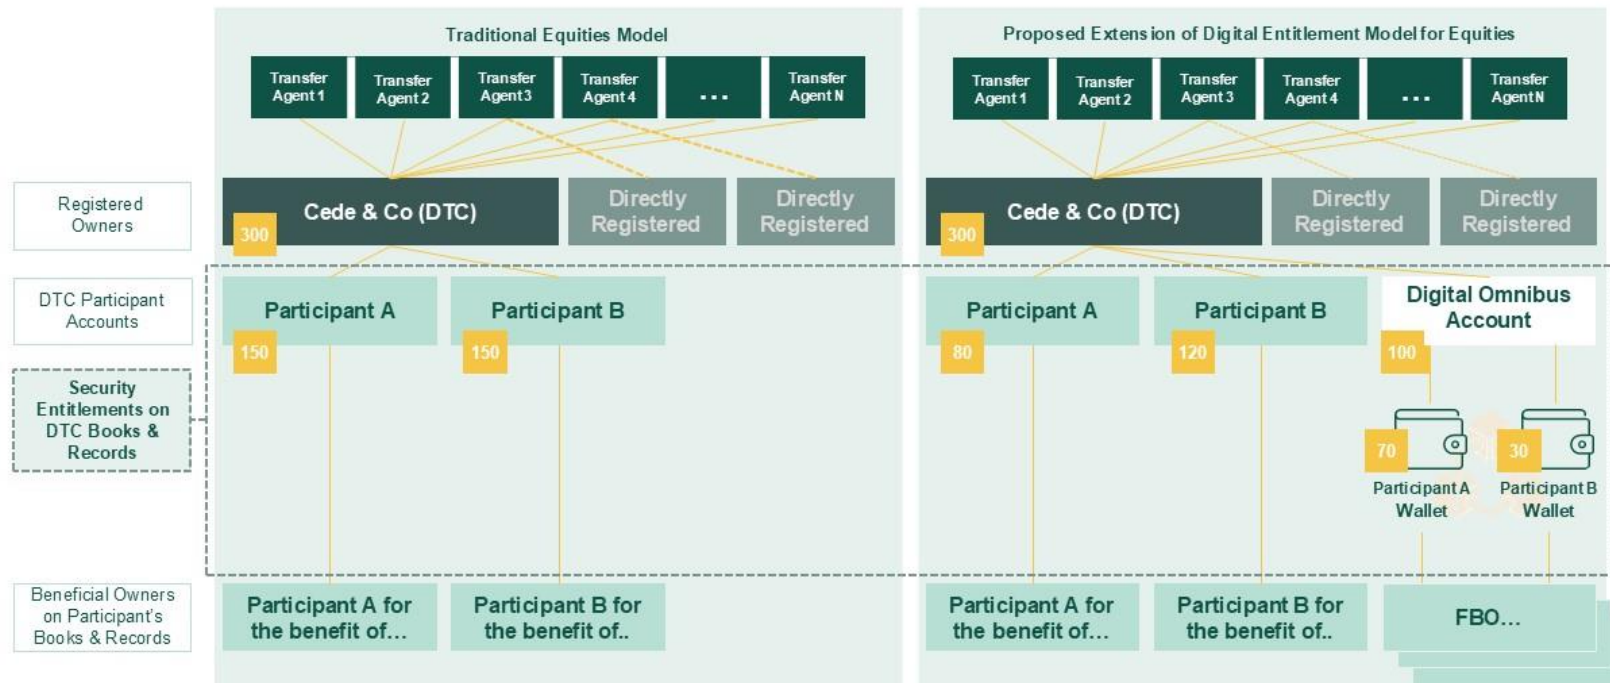 Traditional Equities Model
Transfer
Agent 1
Transfer
Agent 2
Transfer
Agent 3
Transfer
Agent 4
...
Transfer
Agent N
Registered
Owners
Cede & Co (DTC)
300
Directly
Registered
Directly
Registered
DTC Participant
Accounts
Participant A
150
Participant B
150
Security
Entitlements on
DTC Books &
Records
Beneficial Owners
on Participant's
Books & Records
Participant A for
the benefit of...
Participant B for
the benefit of..
Proposed Extension of Digital Entitlement Model for Equities
Transfer
Agent 1
Transfer
Agent 2
Transfer
Agent 3
Transfer
Agent 4
...
Transfer
Agent N
Cede & Co (DTC)
300
Directly
Registered
Directly
Registered
Participant A
80
Participant B
120
Digital Omnibus
Account
100
70
Participant A
Wallet
30
Participant B
Wallet
Participant A for
the benefit of...
Participant B for
the benefit of..
FBO...